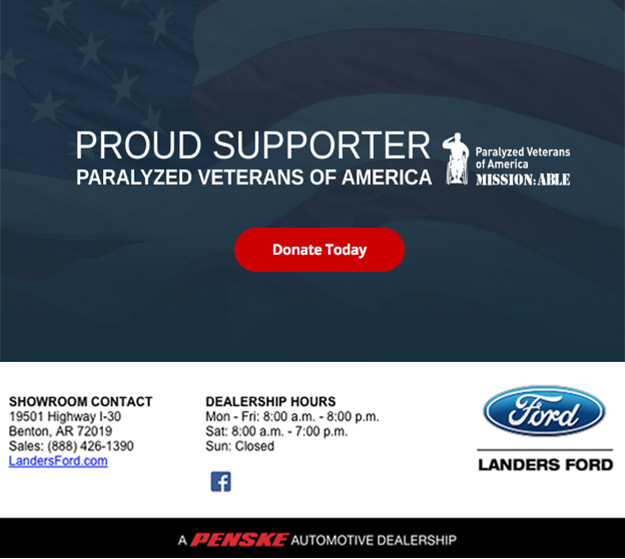 PROUD SUPPORTER
PARALYZED VETERANS OF AMERICA
Paralyzed Veterans
of America
MISSION:ABLE
Donate Today
SHOWROOM CONTACT
19501 Highway I-30
Benton, AR 72019
Sales: (888) 426-1390
LandersFord.com
DEALERSHIP HOURS
Mon - Fri: 8:00 a.m. - 8:00 p.m.
Sat: 8:00 a.m. - 7:00 p.m.
Sun: Closed
f
Ford
LANDERS FORD
A PENSKE AUTOMOTIVE DEALERSHIP